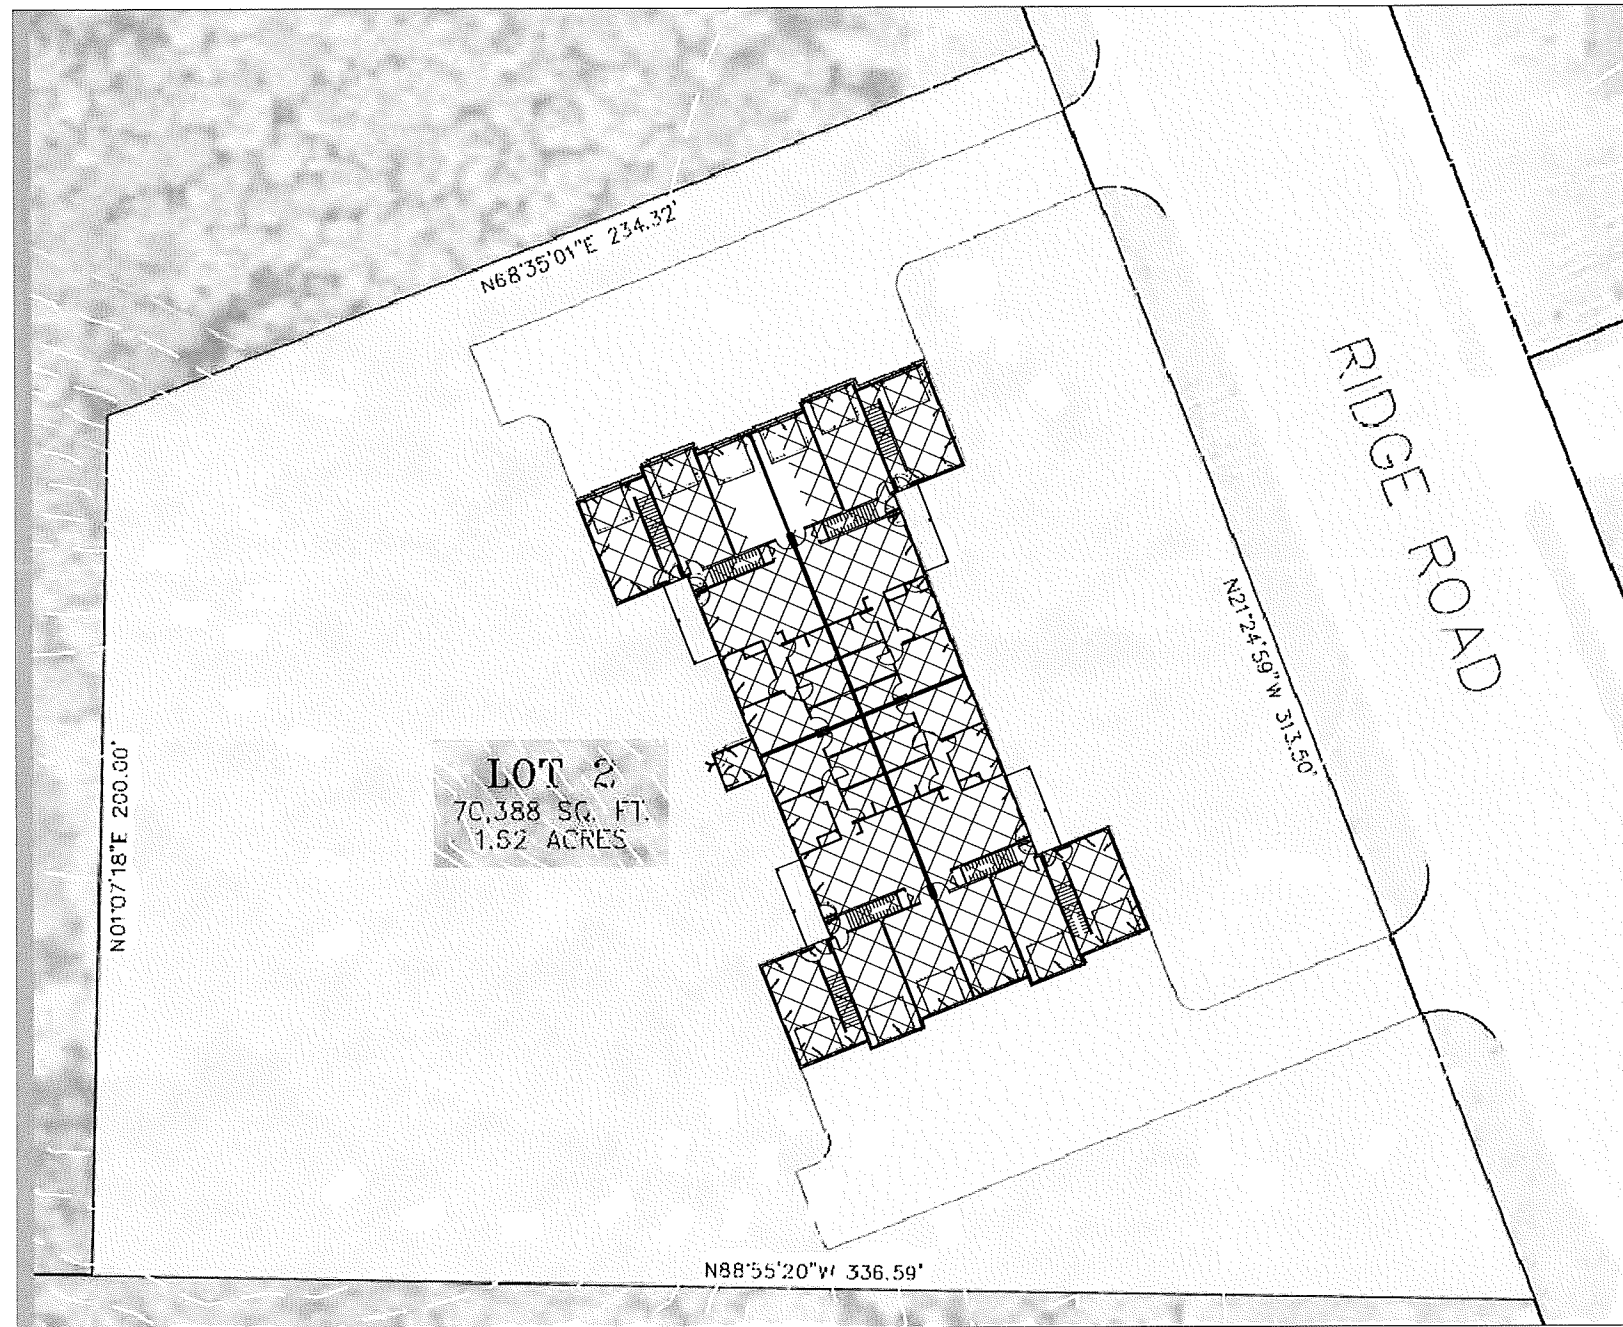 N68°35'01"E 234.32'
RIDGE ROAD
N21°24'59"W 313.50'
LOT 2
70,388 SQ. FT.
1.62 ACRES
N01°07'18"E 200.00'
N88°55'20"W 336.59'